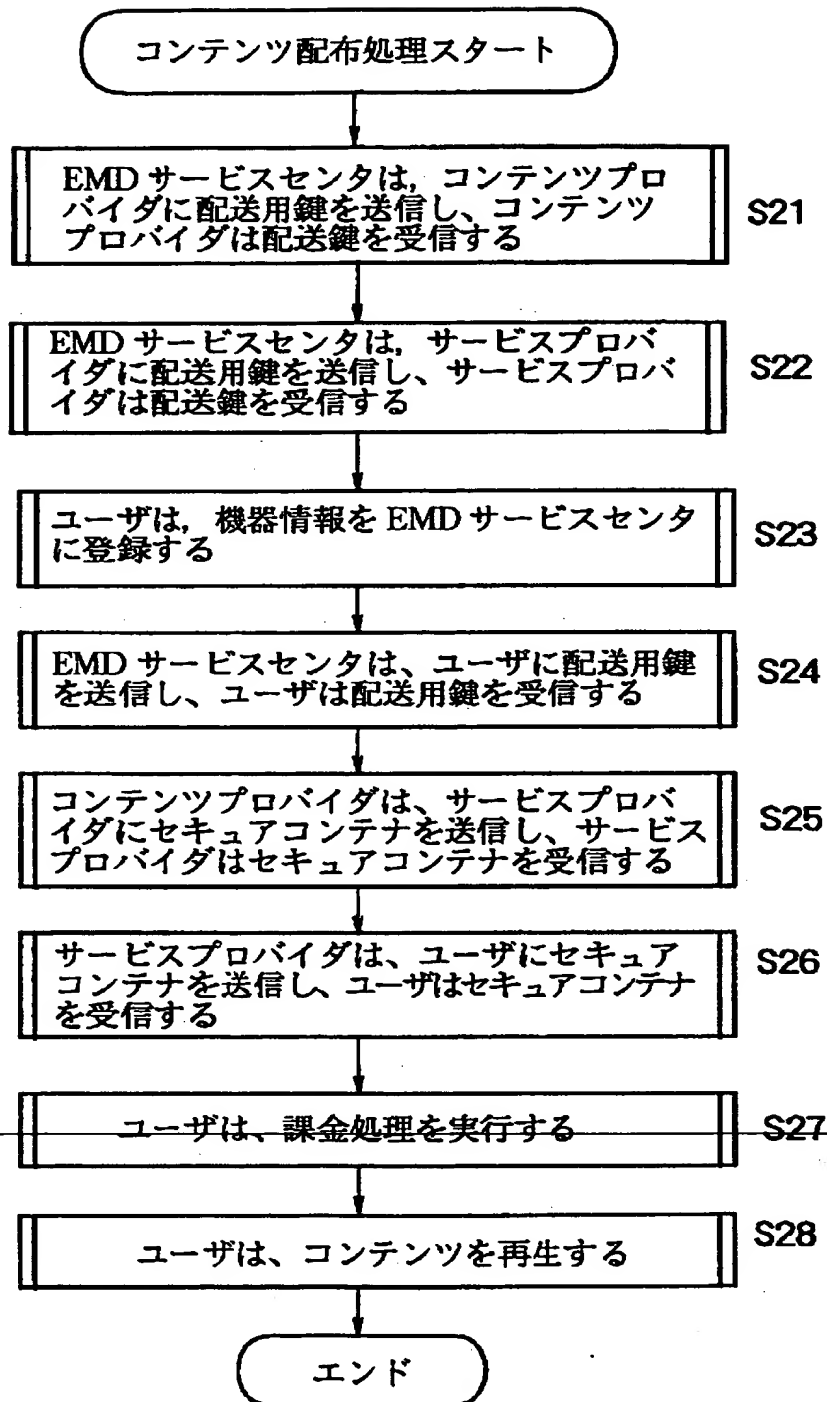 コンテンツ配布処理スタート
EMD サービスセンタは，コンテンツプロ
バイダに配送用鍵を送信し、コンテンツ
プロバイダは配送鍵を受信する
S21
EMD サービスセンタは，サービスプロバ
イダに配送用鍵を送信し、サービスプロバ
イダは配送鍵を受信する
S22
ユーザは，機器情報を EMD サービスセンタ
に登録する
S23
EMD サービスセンタは、ユーザに配送用鍵
を送信し、ユーザは配送用鍵を受信する
S24
コンテンツプロバイダは、サービスプロバ
イダにセキュアコンテナを送信し、サービス
プロバイダはセキュアコンテナを受信する
S25
サービスプロバイダは、ユーザにセキュア
コンテナを送信し、ユーザはセキュアコンテナ
を受信する
S26
ユーザは、課金処理を実行する
S27
ユーザは、コンテンツを再生する
S28
エンド